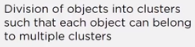 Division of objects into clusters
such that each object can belong
to multiple clusters